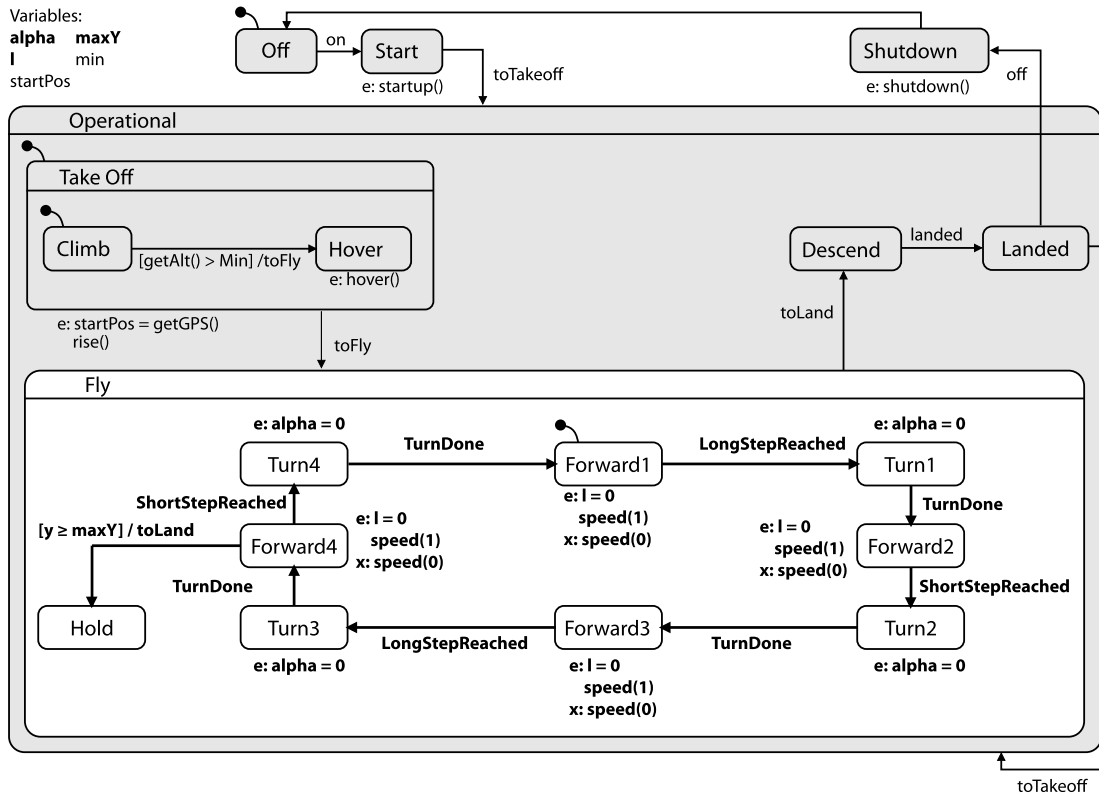 Variables:
alpha maxY
l min
startPos
Off
on
Start
e: startup()
toTakeoff
Shutdown
e: shutdown()
off
Operational
Take Off
Climb
[getAlt() > Min] /toFly
Hover
e: hover()
e: startPos = getGPS()
rise()
toFly
Descend
landed
Landed
toLand
Fly
e: alpha = 0
Turn4
TurnDone
Forward1
e: l = 0
speed(1)
x: speed(0)
LongStepReached
e: alpha = 0
Turn1
TurnDone
ShortStepReached
[y ≥ maxY] / toLand
Forward4
e: l = 0
speed(1)
x: speed(0)
e: l = 0
speed(1)
x: speed(0)
Forward2
TurnDone
ShortStepReached
Hold
Turn3
e: alpha = 0
LongStepReached
Forward3
e: l = 0
speed(1)
x: speed(0)
TurnDone
Turn2
e: alpha = 0
toTakeoff